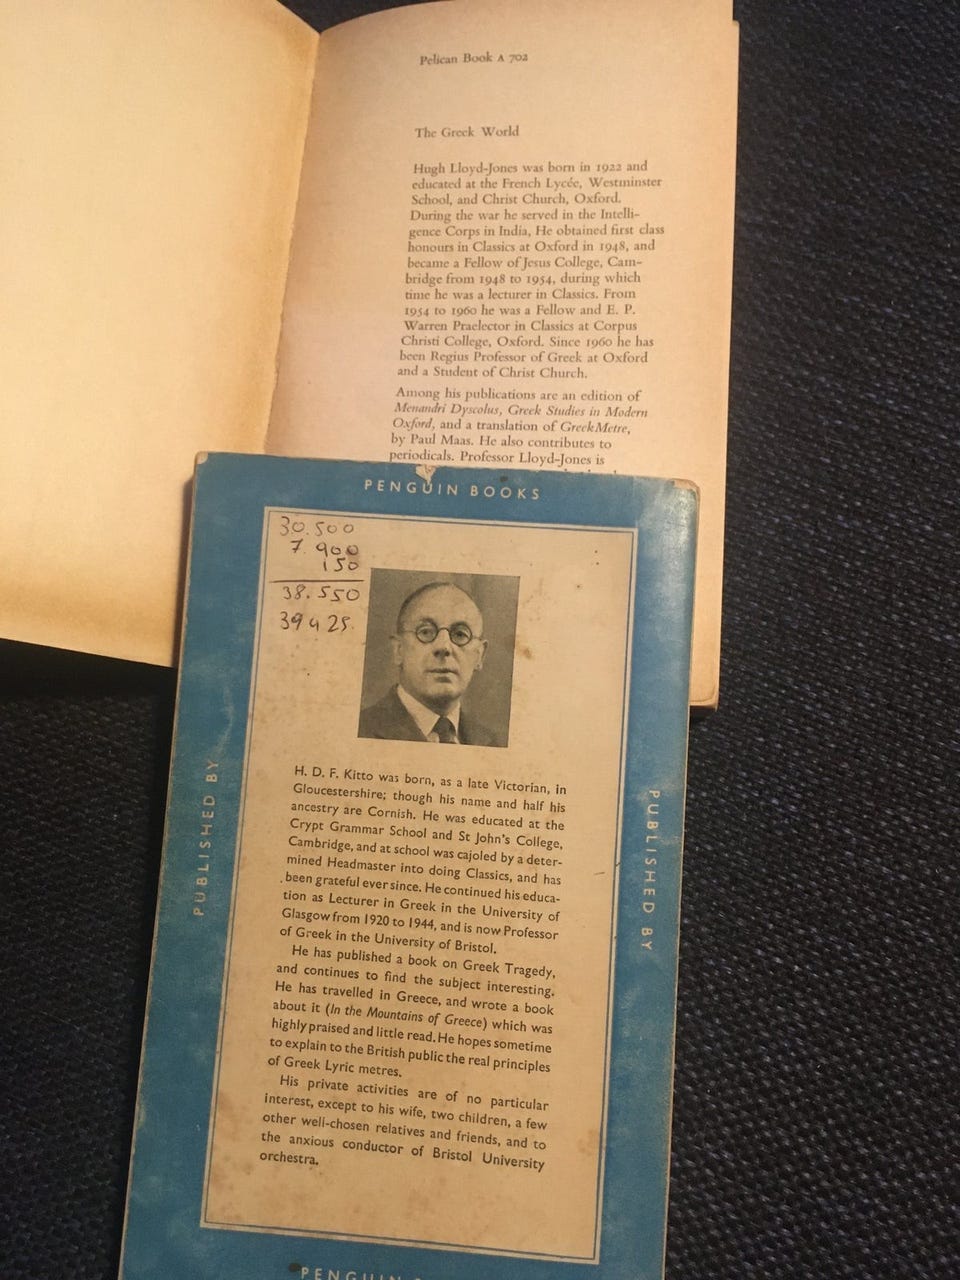 Pelican Book A 702
The Greek World
Hugh Lloyd-Jones was born in 1922 and
educated at the French Lycée, Westminster
School, and Christ Church, Oxford.
During the war he served in the Intelli-
gence Corps in India, He obtained first class
honours in Classics at Oxford in 1948, and
became a Fellow of Jesus College, Cam-
bridge from 1948 to 1954, during which
time he was a lecturer in Classics. From
1954 to 1960 he was a Fellow and E. P.
Warren Praelector in Classics at Corpus
Christi College, Oxford. Since 1960 he has
been Regius Professor of Greek at Oxford
and a Student of Christ Church.
Among his publications are an edition of
Menandri Dyscolus, Greek Studies in Modern
Oxford, and a translation of Greek Metre,
by Paul Maas. He also contributes to
periodicals. Professor Lloyd-Jones is
PENGUIN BOOKS
30.500
7.900
150
38.550
39425.
H. D. F. Kitto was born, as a late Victorian, in
Gloucestershire; though his name and half his
ancestry are Cornish. He was educated at the
Crypt Grammar School and St John's College,
Cambridge, and at school was cajoled by a deter-
mined Headmaster into doing Classics, and has
been grateful ever since. He continued his educa-
tion as Lecturer in Greek in the University of
Glasgow from 1920 to 1944, and is now Professor
of Greek in the University of Bristol.
He has published a book on Greek Tragedy,
and continues to find the subject interesting.
He has travelled in Greece, and wrote a book
about it (In the Mountains of Greece) which was
highly praised and little read. He hopes sometime
to explain to the British public the real principles
of Greek Lyric metres.
His private activities are of no particular
interest, except to his wife, two children, a few
other well-chosen relatives and friends, and to
the anxious conductor of Bristol University
orchestra.
PUBLISHED BY
PUBLISHED BY
PENGUIN